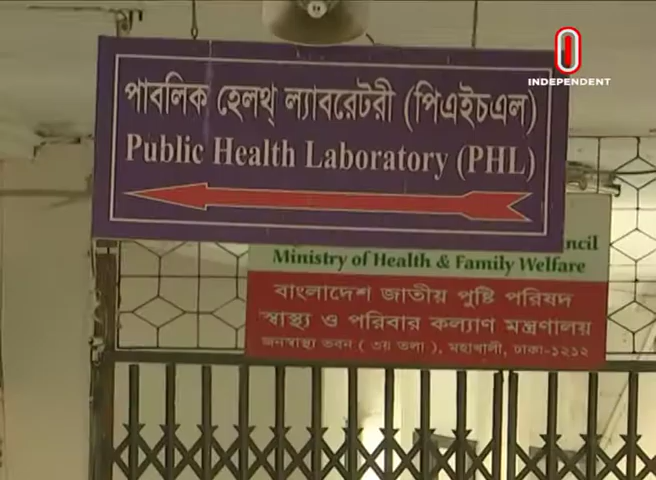 INDEPENDENT
পাবলিক হেলথ্ ল্যাবরেটরী (পিএইচএল)
Public Health Laboratory (PHL)
ncil
Ministry of Health & Family Welfare
বাংলাদেশ জাতীয় পুষ্টি পরিষদ
স্বাস্থ্য ও পরিবার কল্যাণ মন্ত্রণালয়
জনস্বাস্থ্য ভবন (৩য় তলা), মহাখালী, ঢাকা-১২১২